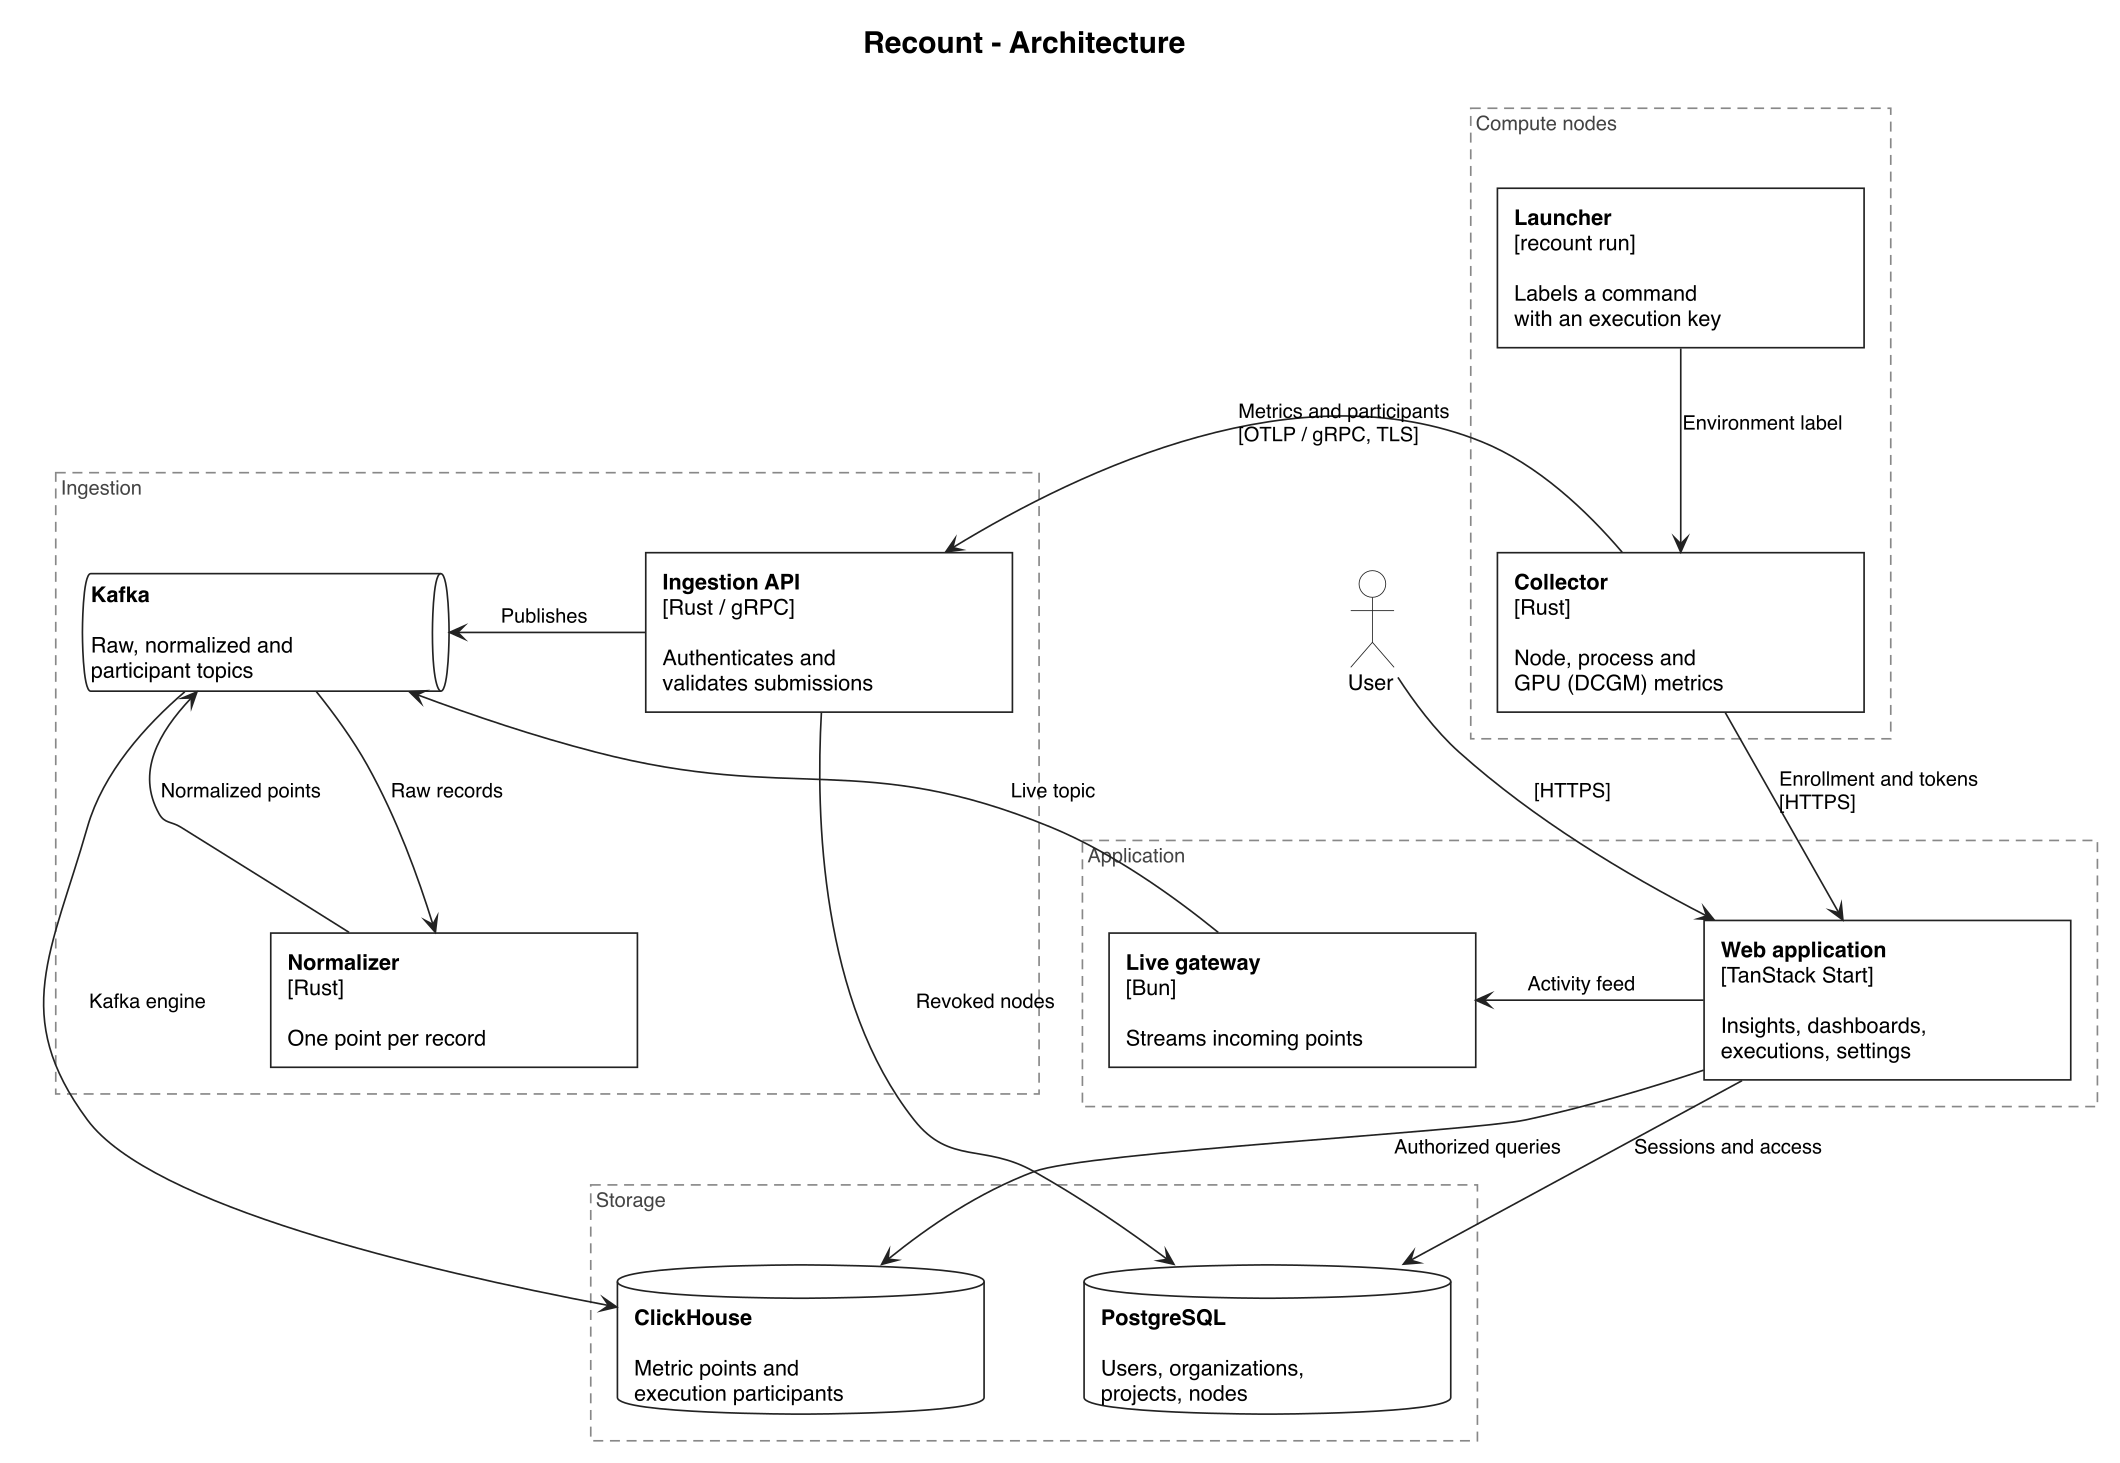 Recount - Architecture
Compute nodes
Launcher
[recount run]
Labels a command
with an execution key
Metrics and participants
[OTLP / gRPC, TLS]
Environment label
Ingestion
Kafka
Raw, normalized and
participant topics
Publishes
Ingestion API
[Rust / gRPC]
Authenticates and
validates submissions
User
Collector
[Rust]
Node, process and
GPU (DCGM) metrics
Normalized points
Raw records
Live topic
[HTTPS]
Enrollment and tokens
[HTTPS]
Application
Kafka engine
Normalizer
[Rust]
One point per record
Revoked nodes
Live gateway
[Bun]
Streams incoming points
Activity feed
Web application
[TanStack Start]
Insights, dashboards,
executions, settings
Authorized queries
Sessions and access
Storage
ClickHouse
Metric points and
execution participants
PostgreSQL
Users, organizations,
projects, nodes